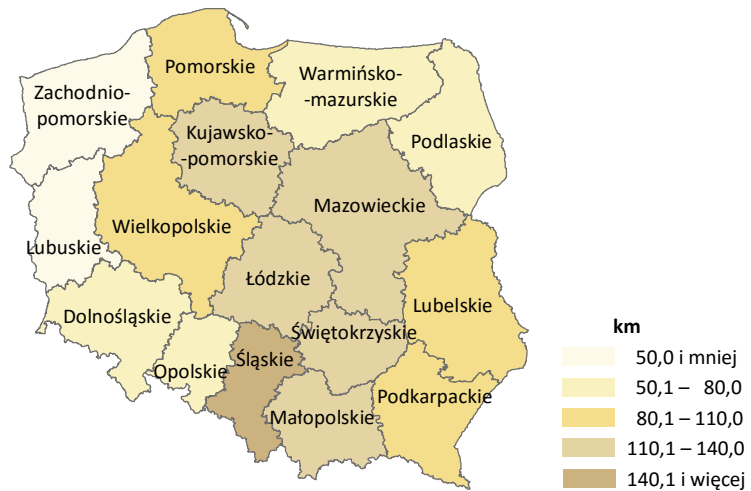 Pomorskie
Warmińsko-
-mazurskie
Zachodnio-
pomorskie
Kujawsko-
-pomorskie
Podlaskie
Mazowieckie
Wielkopolskie
Lubuskie
Łódzkie
Lubelskie
Dolnośląskie
Świętokrzyskie
Śląskie
Opolskie
Podkarpackie
Małopolskie
km
50,0 i mniej
50,1 – 80,0
80,1 – 110,0
110,1 – 140,0
140,1 i więcej